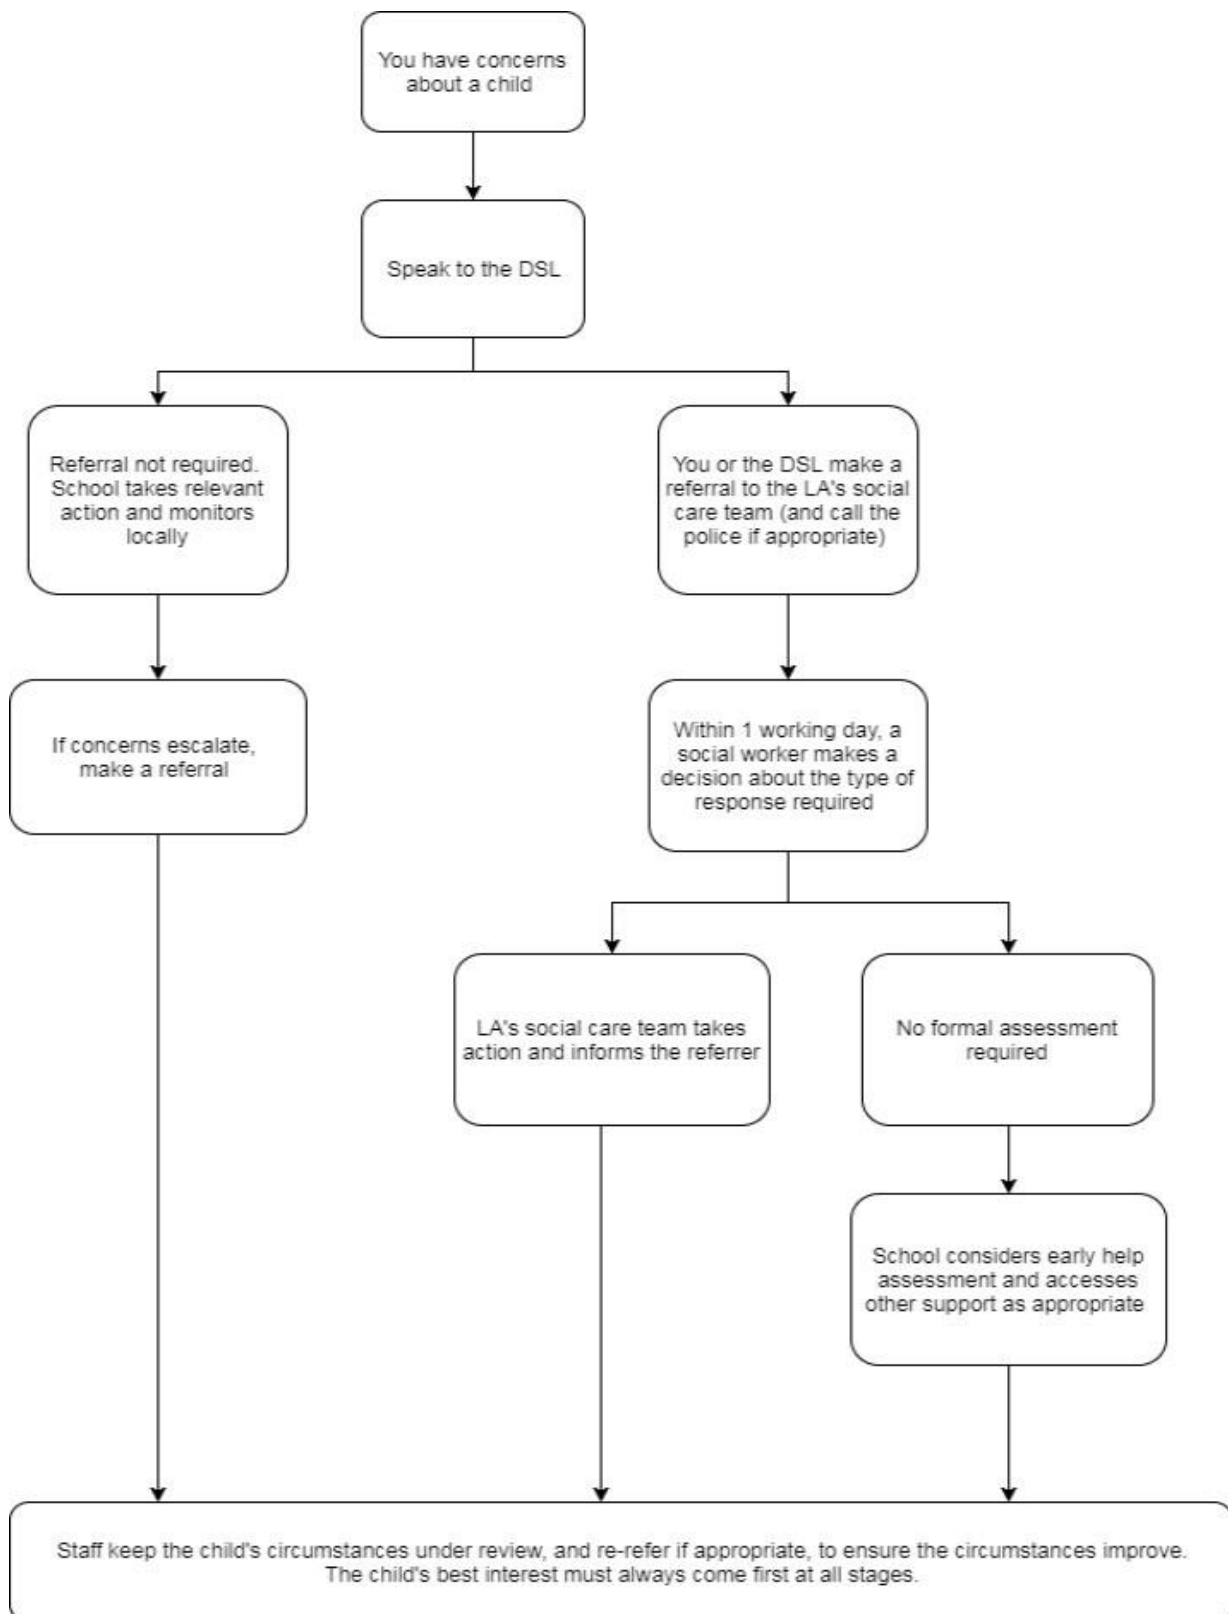 You have concerns
about a child
Speak to the DSL
Referral not required.
School takes relevant
action and monitors
locally
You or the DSL make a
referral to the LA's social
care team (and call the
police if appropriate)
If concerns escalate,
make a referral
Within 1 working day, a
social worker makes a
decision about the type of
response required
LA's social care team takes
action and informs the referrer
No formal assessment
required
School considers early help
assessment and accesses
other support as appropriate
Staff keep the child's circumstances under review, and re-refer if appropriate, to ensure the circumstances improve.
The child's best interest must always come first at all stages.